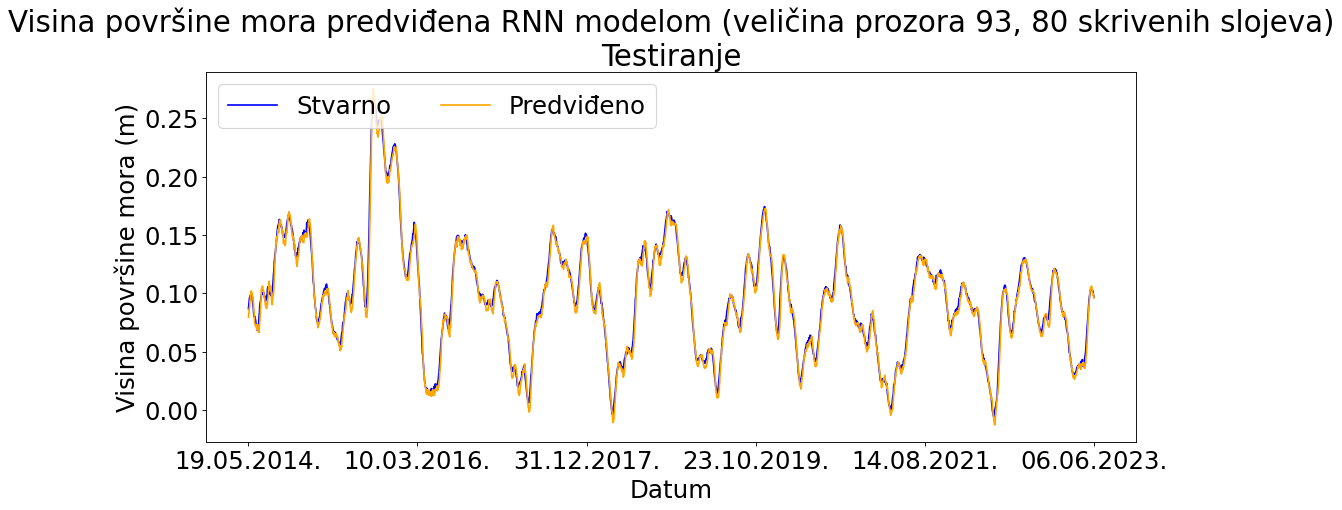 Visina površine mora predviđena RNN modelom (veličina prozora 93, 80 skrivenih slojeva)
Testiranje
Stvarno Predviđeno
Visina površine mora (m)
0.25
0.20
0.15
0.10
0.05
0.00
19.05.2014. 10.03.2016. 31.12.2017. 23.10.2019. 14.08.2021. 06.06.2023.
Datum